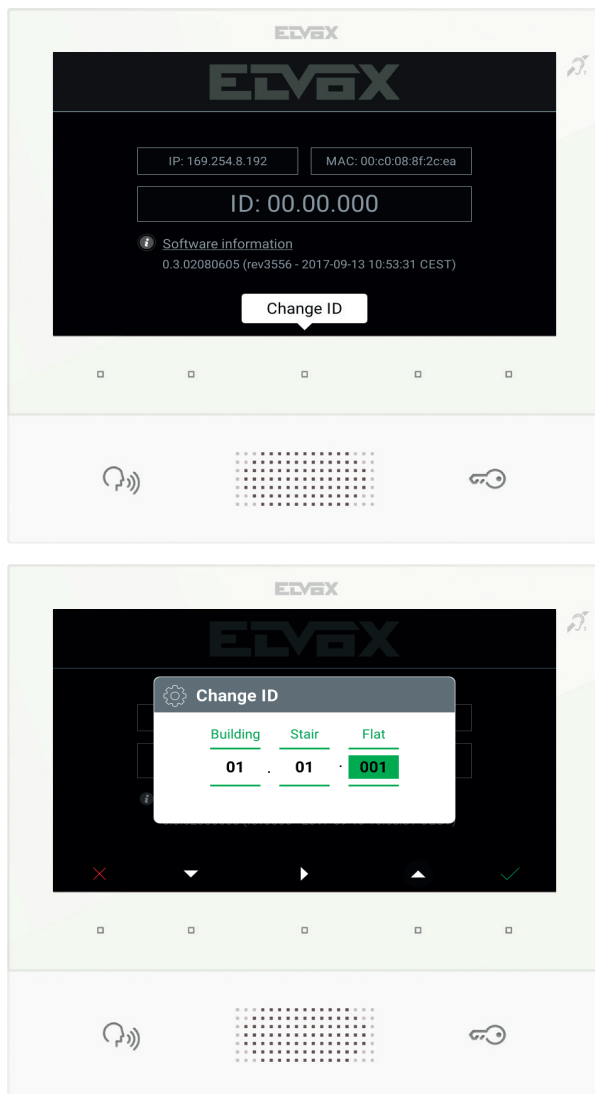 ELVOX
ELVOX
IP: 169.254.8.192 MAC: 00:c0:08:8f:2c:ea
ID: 00.00.000
Software information
0.3.02080605 (rev3556 - 2017-09-13 10:53:31 CEST)
Change ID
ELVOX
ELVOX
Change ID
Building Stair Flat
01 . 01 . 001